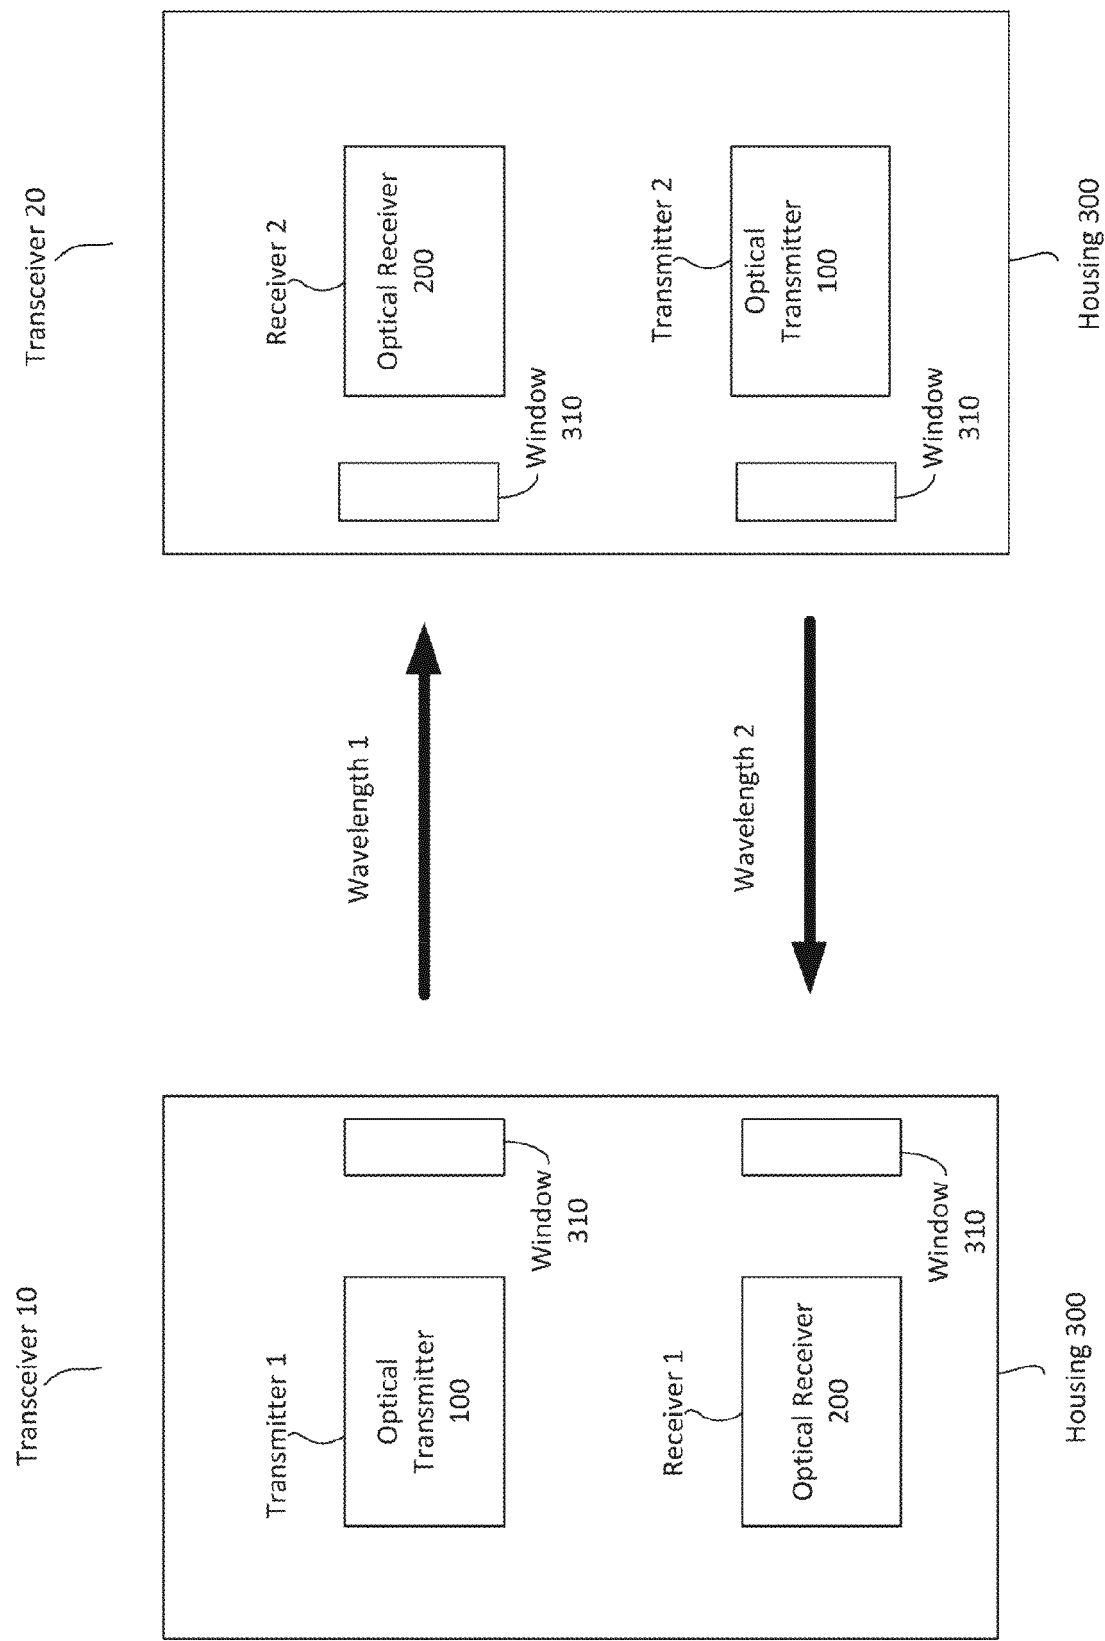 Transceiver 10
Transmitter 1
Optical
Transmitter
100
Window
310
Receiver 1
Optical Receiver
200
Window
310
Housing 300
Wavelength 1
Wavelength 2
Transceiver 20
Receiver 2
Optical Receiver
200
Window
310
Transmitter 2
Optical
Transmitter
100
Window
310
Housing 300